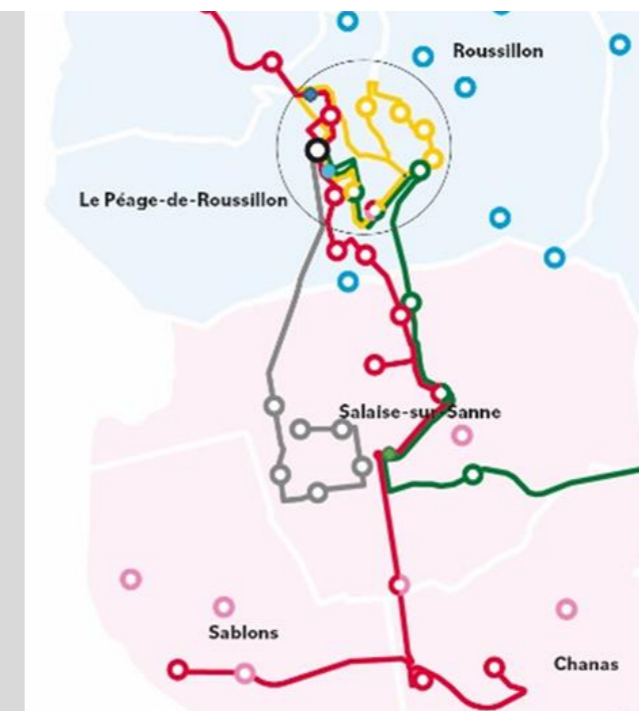 Roussillon
Le Péage-de-Roussillon
Salaise-sur-Sanne
Sablons
Chanas